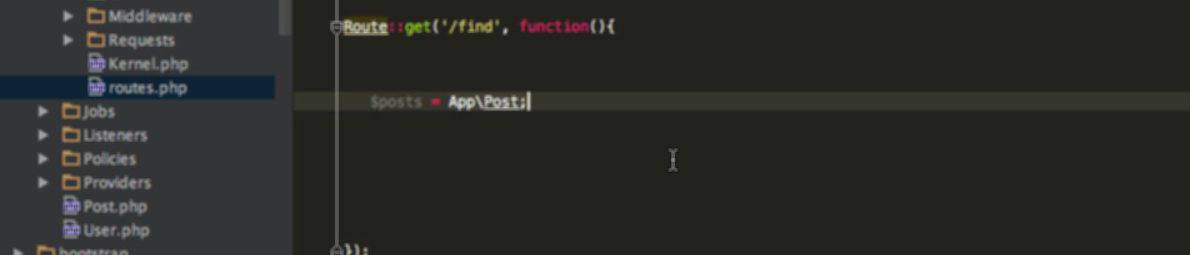 Middleware
Requests
Kernel.php
routes.php
Jobs
Listeners
Policies
Providers
Post.php
User.php
bootstrap
Route::get('/find', function(){
$posts = App\Post;
});